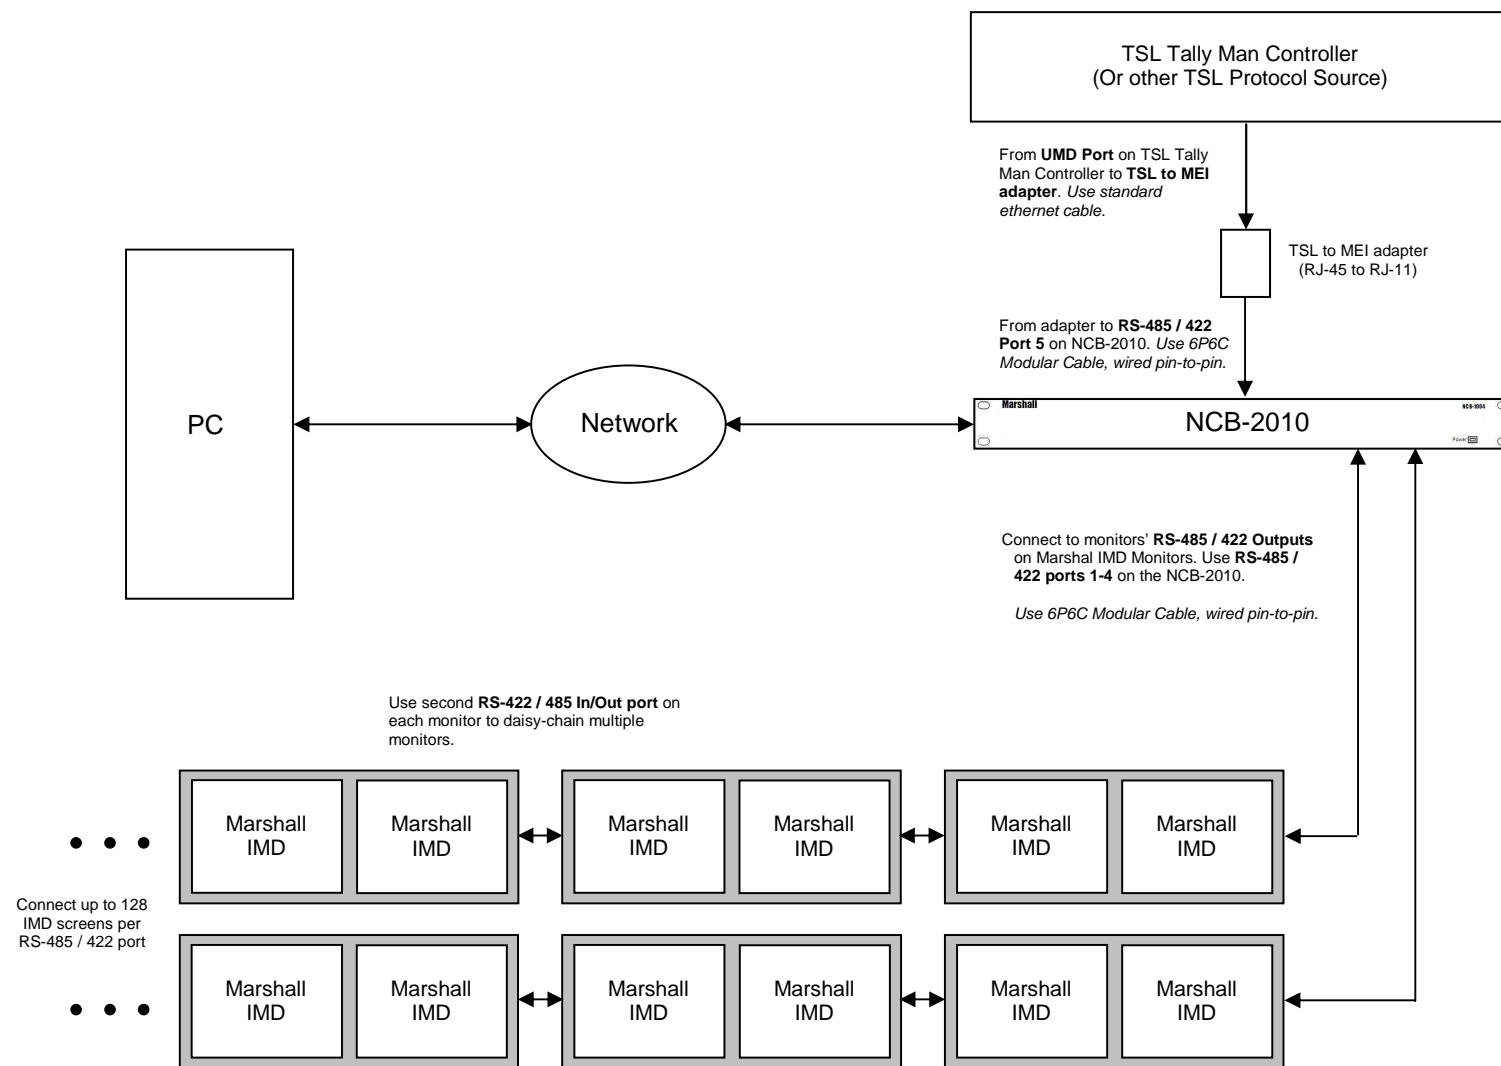 TSL Tally Man Controller
(Or other TSL Protocol Source)
From UMD Port on TSL Tally
Man Controller to TSL to MEI
adapter. Use standard
ethernet cable.
TSL to MEI adapter
(RJ-45 to RJ-11)
From adapter to RS-485 / 422
Port 5 on NCB-2010. Use 6P6C
Modular Cable, wired pin-to-pin.
PC
Network
Marshall
NCB-2010
NCB-1004
Power
Connect to monitors’ RS-485 / 422 Outputs
on Marshal IMD Monitors. Use RS-485 /
422 ports 1-4 on the NCB-2010.
Use 6P6C Modular Cable, wired pin-to-pin.
Use second RS-422 / 485 In/Out port on
each monitor to daisy-chain multiple
monitors.
Marshall
IMD
Marshall
IMD
Marshall
IMD
Marshall
IMD
Marshall
IMD
Marshall
IMD
Connect up to 128
IMD screens per
RS-485 / 422 port
Marshall
IMD
Marshall
IMD
Marshall
IMD
Marshall
IMD
Marshall
IMD
Marshall
IMD